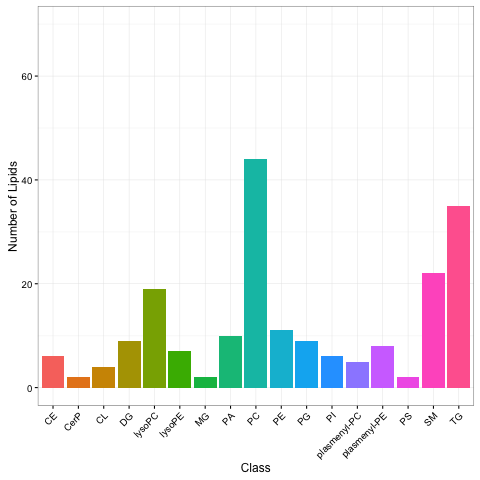 Number of Lipids
60
40
20
0
CE
CerP
CL
DG
lysoPC
lysoPE
MG
PA
PC
PE
PG
PI
plasmenyl-PC
plasmenyl-PE
PS
SM
TG
Class